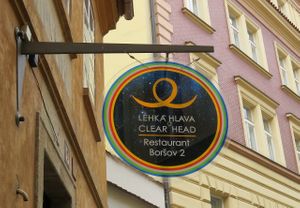 LEHKÁ HLAVA
CLEAR HEAD
Restaurant
Boršov 2